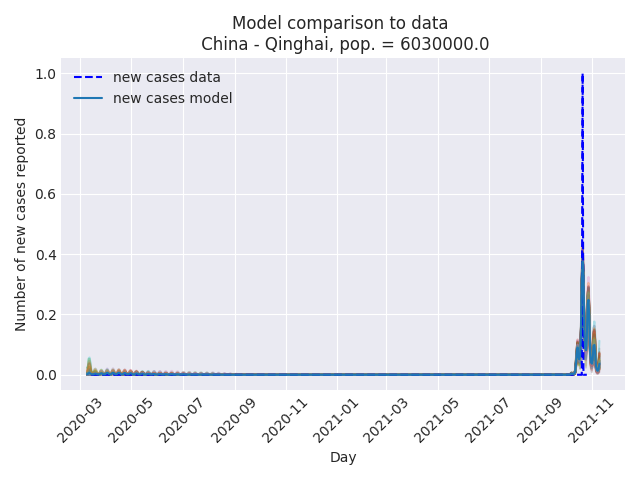 Model comparison to data
China - Qinghai, pop. = 6030000.0
new cases data
new cases model
Number of new cases reported
1.0
0.8
0.6
0.4
0.2
0.0
2020-03
2020-05
2020-07
2020-09
2020-11
2021-01
2021-03
2021-05
2021-07
2021-09
2021-11
Day